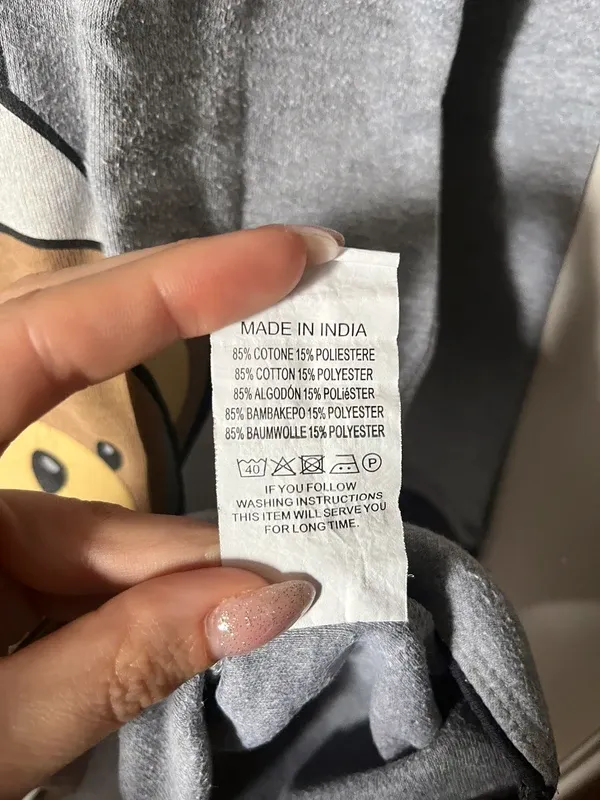 MADE IN INDIA
85% COTONE 15% POLIESTERE
85% COTTON 15% POLYESTER
85% ALGODÓN 15% POLIéSTER
85% BAMBAKEPO 15% POLYESTER
85% BAUMWOLLE 15% POLYESTER
40 P
IF YOU FOLLOW
WASHING INSTRUCTIONS
THIS ITEM WILL SERVE YOU
FOR LONG TIME.